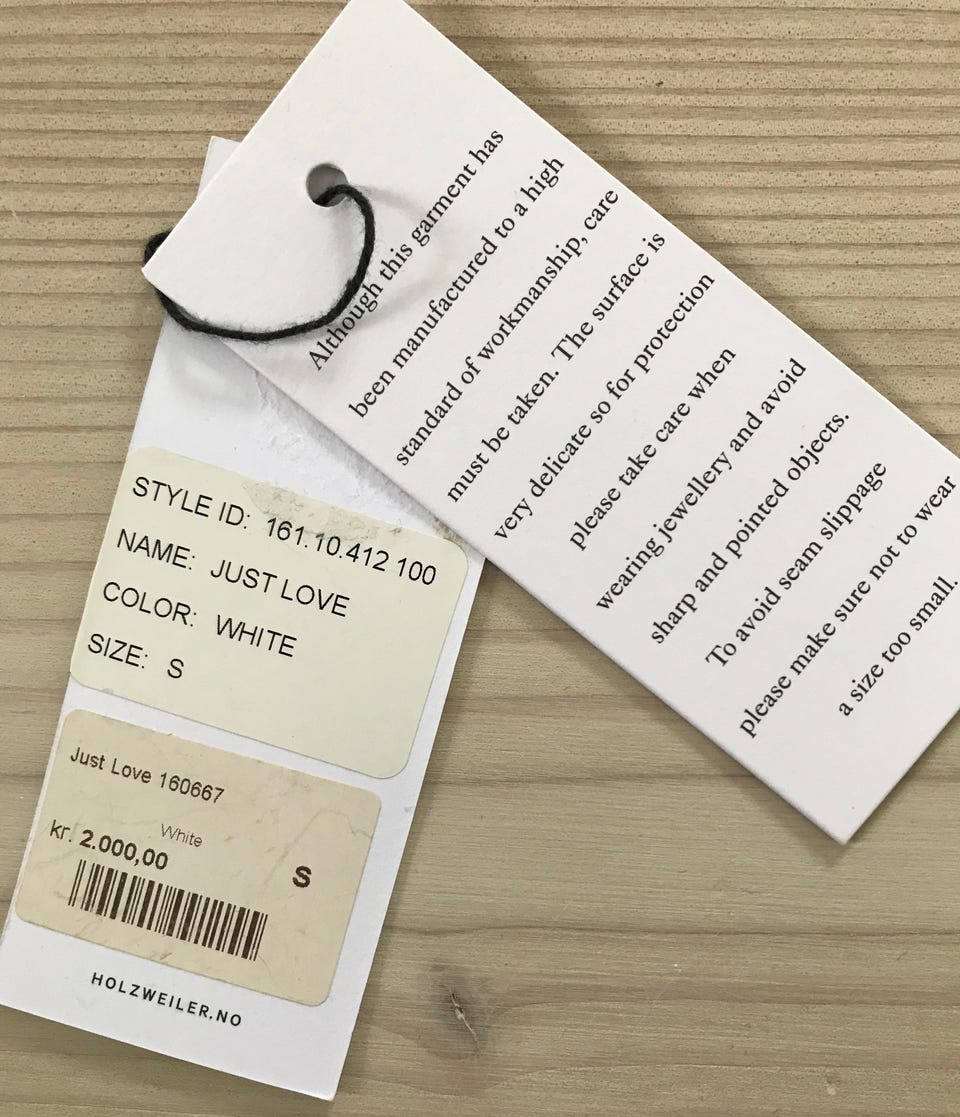 Although this garment has
been manufactured to a high
standard of workmanship, care
must be taken. The surface is
very delicate so for protection
please take care when
wearing jewellery and avoid
sharp and pointed objects.
To avoid seam slippage
please make sure not to wear
a size too small.
STYLE ID: 161.10.412 100
NAME: JUST LOVE
COLOR: WHITE
SIZE: S
Just Love 160667
White
kr. 2.000,00
S
HOLZWEILER.NO